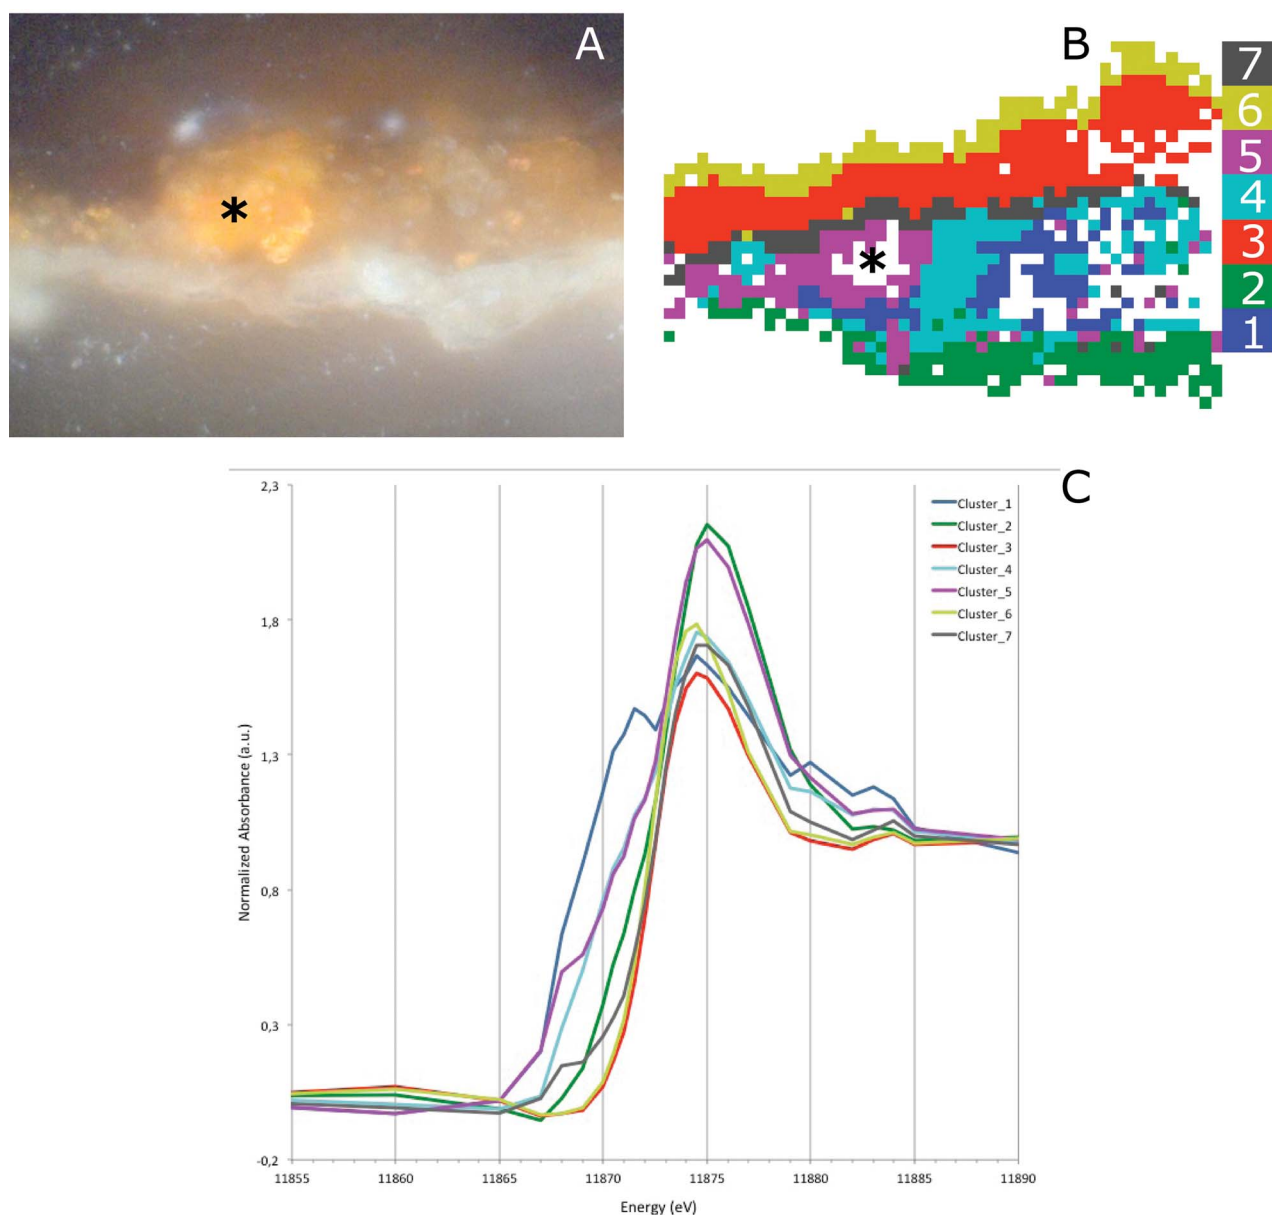 A
B
7
6
5
4
3
2
1
*
*
C
2,3
1,8
1,3
0,8
0,3
-0,2
Normalized Absorbance (a.u.)
Cluster_1
Cluster_2
Cluster_3
Cluster_4
Cluster_5
Cluster_6
Cluster_7
11855 11860 11865 11870 11875 11880 11885 11890
Energy (eV)